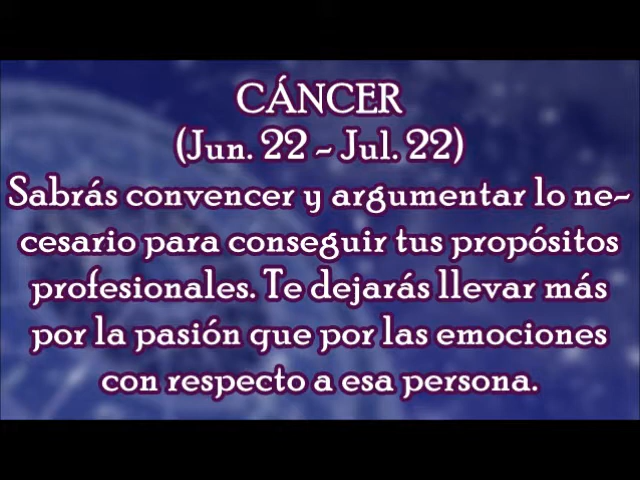 CÁNCER
(Jun. 22 - Jul. 22)
Sabrás convencer y argumentar lo ne-
cesario para conseguir tus propósitos
profesionales. Te dejarás llevar más
por la pasión que por las emociones
con respecto a esa persona.